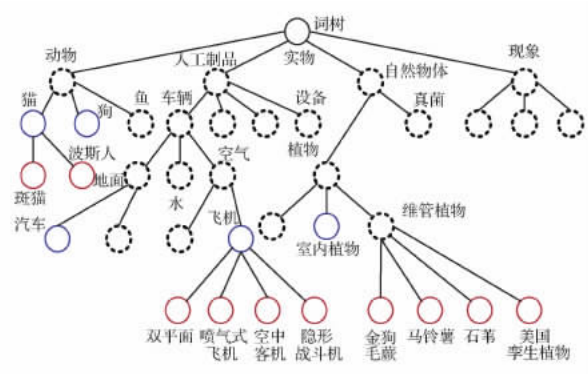 词树
动物
人工制品
实物
现象
自然物体
猫
狗
鱼
车辆
设备
真菌
波斯人
空气
植物
地面
斑猫
水
汽车
飞机
维管植物
室内植物
双平面
喷气式
飞机
空中
客机
隐形
战斗机
金狗
毛蕨
马铃薯
石苇
美国
孪生植物